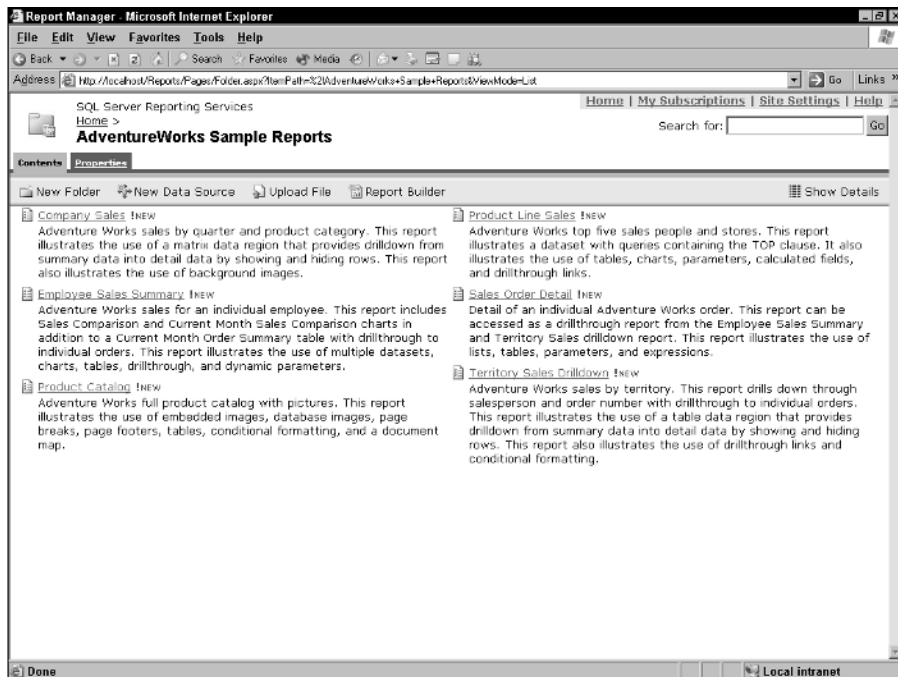 Report Manager - Microsoft Internet Explorer
File Edit View Favorites Tools Help
Back Search Favorites Media
Address http://localhost/Reports/Pages/Folder.aspx?ItemPath=%2fAdventureWorks+Sample+Reports&ViewMode=List Go Links »
SQL Server Reporting Services
Home | My Subscriptions | Site Settings | Help
Home >
AdventureWorks Sample Reports
Search for: Go
Contents Properties
New Folder New Data Source Upload File Report Builder Show Details
Company Sales !NEW
Adventure Works sales by quarter and product category. This report
illustrates the use of a matrix data region that provides drilldown from
summary data into detail data by showing and hiding rows. This report
also illustrates the use of background images.
Employee Sales Summary !NEW
Adventure Works sales for an individual employee. This report includes
Sales Comparison and Current Month Sales Comparison charts in
addition to a Current Month Order Summary table with drillthrough to
individual orders. This report illustrates the use of multiple datasets,
charts, tables, drillthrough, and dynamic parameters.
Product Catalog !NEW
Adventure Works full product catalog with pictures. This report
illustrates the use of embedded images, database images, page
breaks, page footers, tables, conditional formatting, and a document
map.
Product Line Sales !NEW
Adventure Works top five sales people and stores. This report
illustrates a dataset with queries containing the TOP clause. It also
illustrates the use of tables, charts, parameters, calculated fields,
and drillthrough links.
Sales Order Detail !NEW
Detail of an individual Adventure Works order. This report can be
accessed as a drillthrough report from the Employee Sales Summary
and Territory Sales drilldown report. This report illustrates the use of
lists, tables, parameters, and expressions.
Territory Sales Drilldown !NEW
Adventure Works sales by territory. This report drills down through
salesperson and order number with drillthrough to individual orders.
This report illustrates the use of a table data region that provides
drilldown from summary data into detail data by showing and hiding
rows. This report also illustrates the use of drillthrough links and
conditional formatting.
Done Local intranet